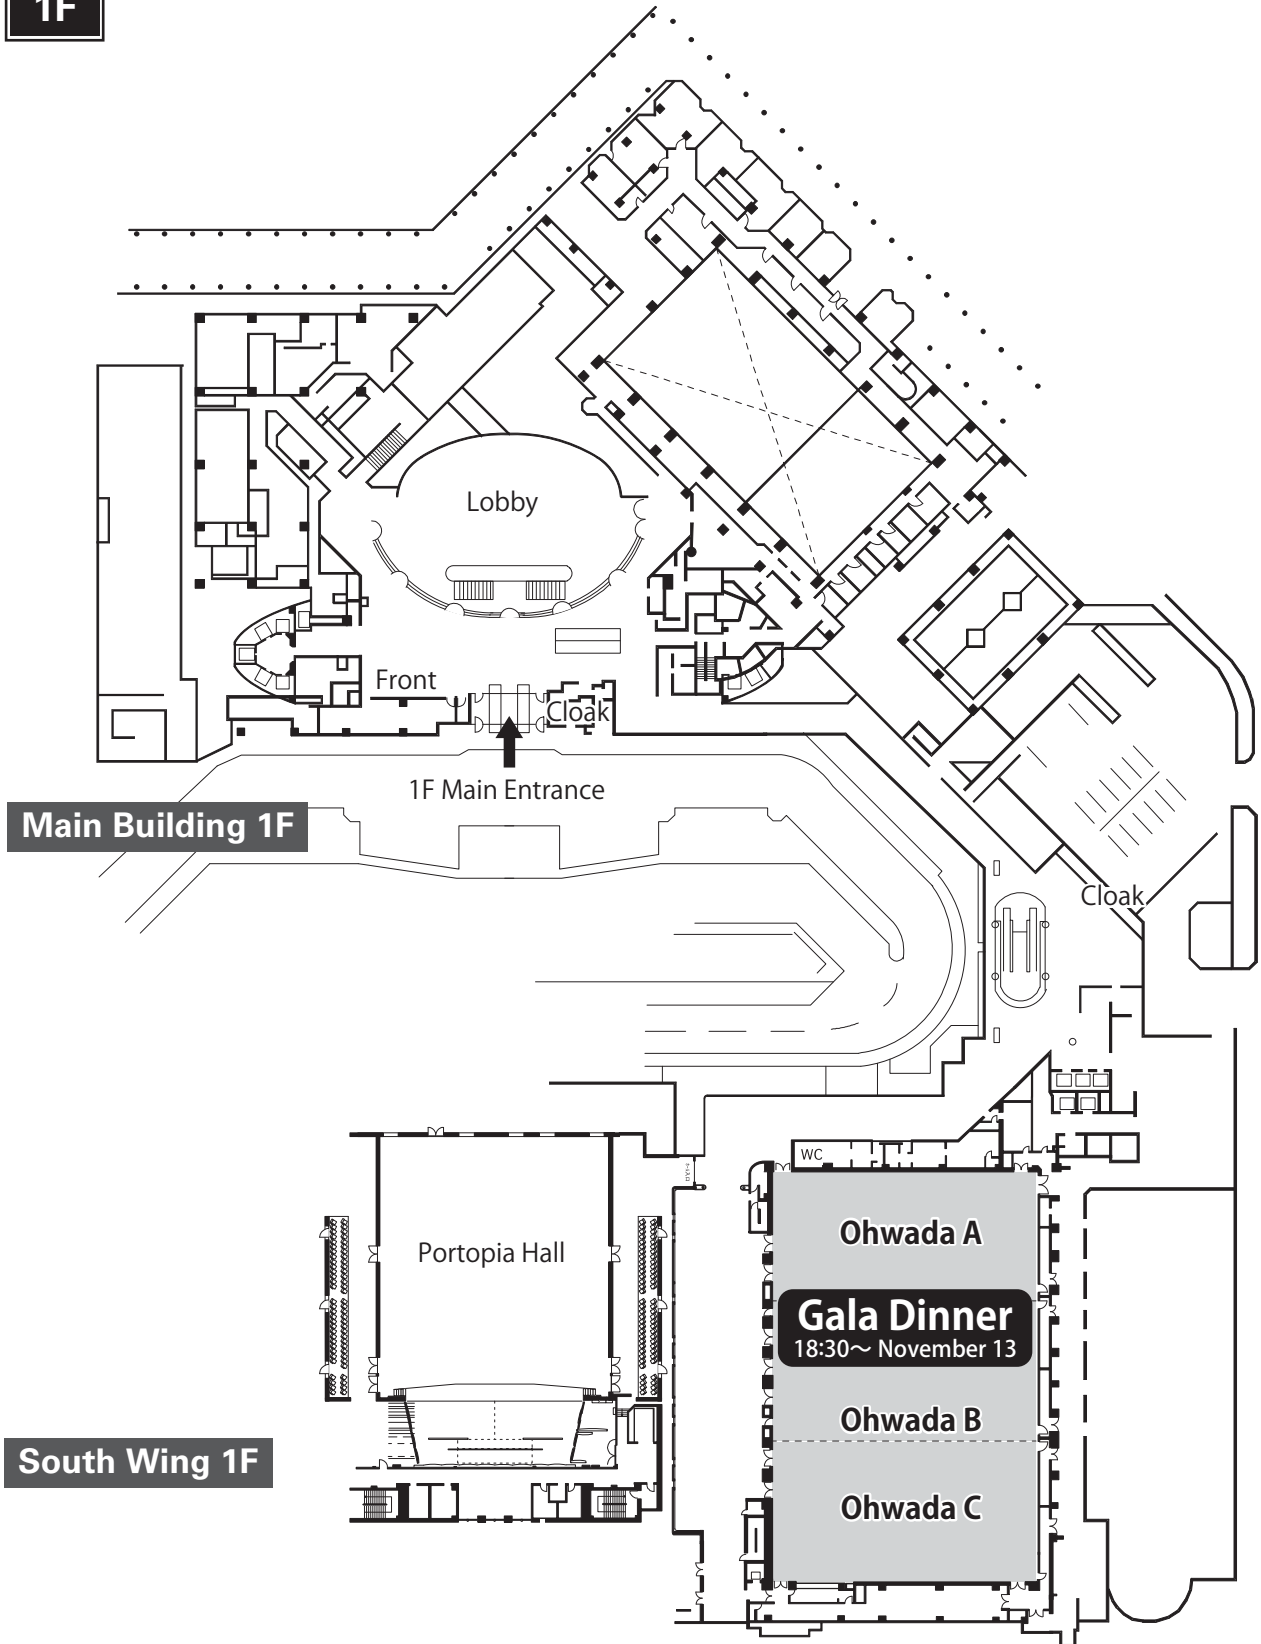 1F
Lobby
Front
Cloak
1F Main Entrance
Main Building 1F
Cloak
WC
Ohwada A
Portopia Hall
Gala Dinner
18:30～ November 13
Ohwada B
South Wing 1F
Ohwada C